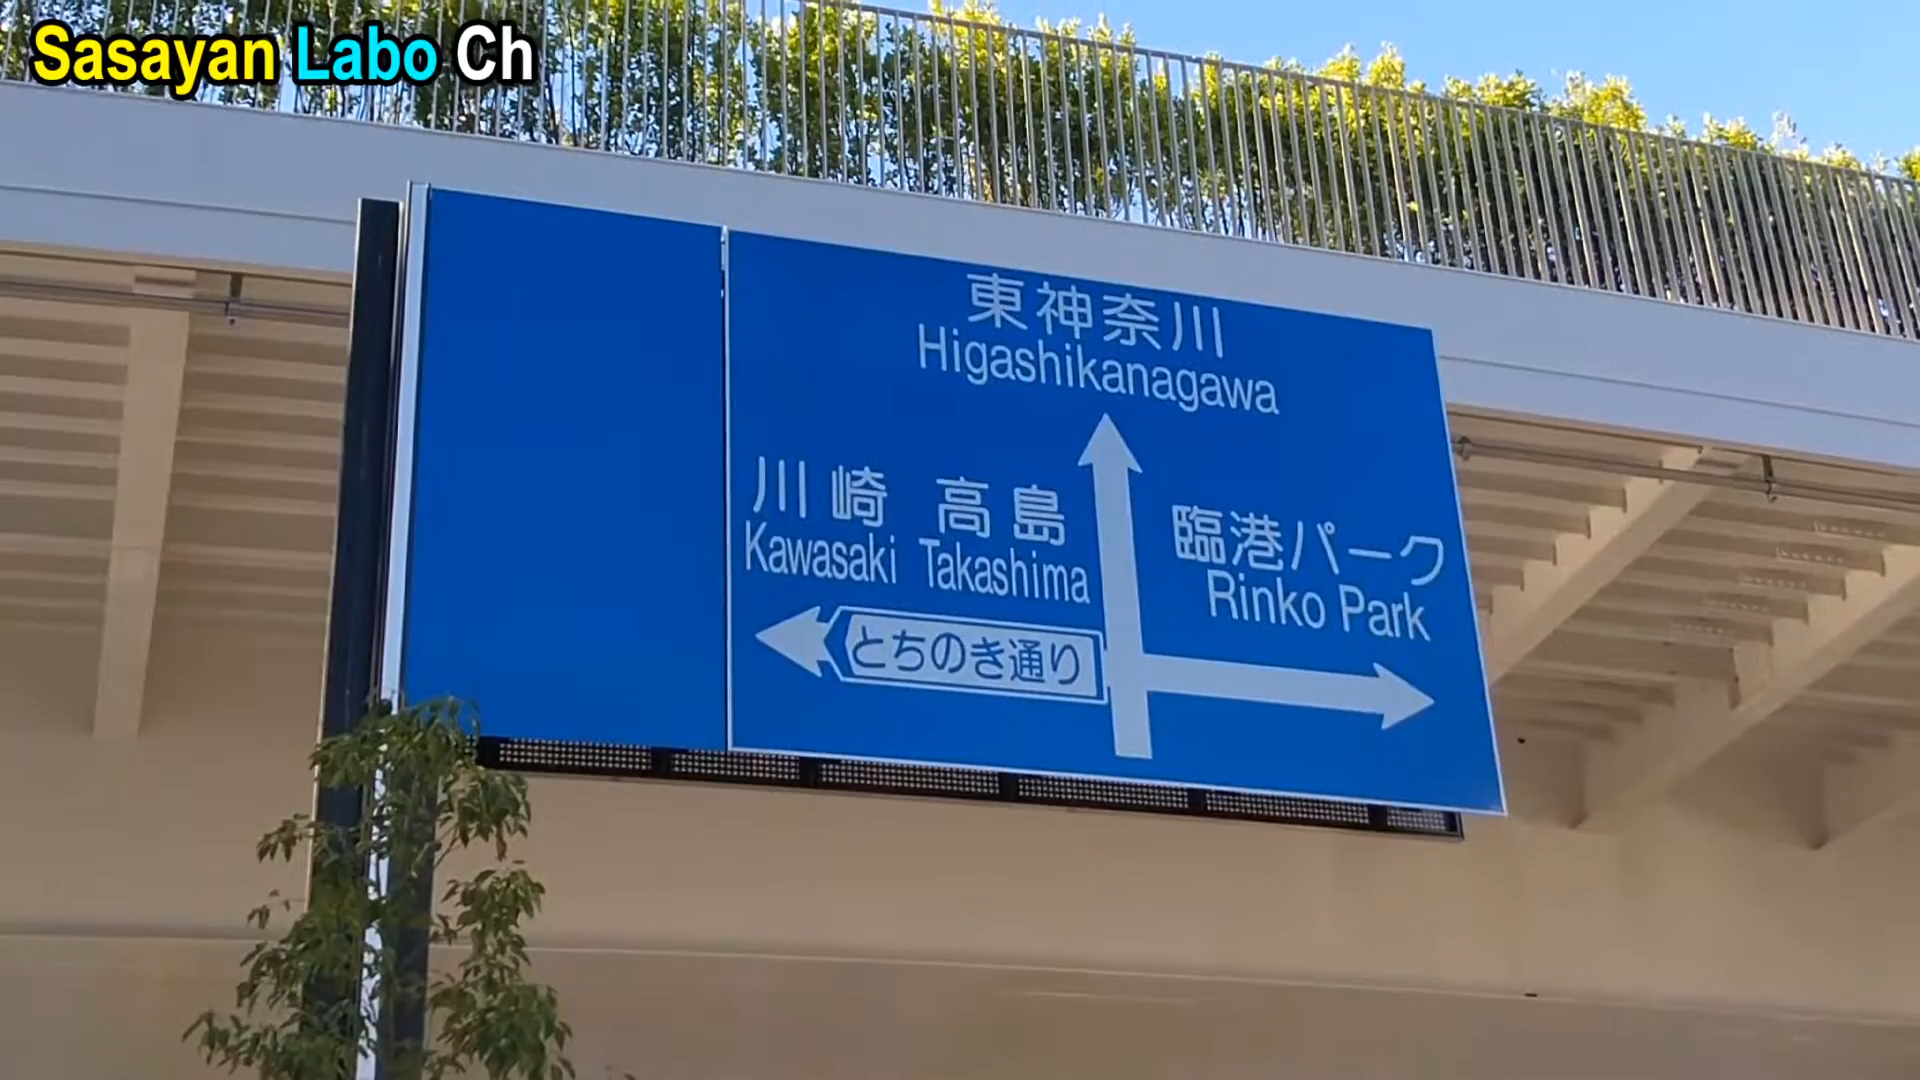 Sasayan Labo Ch
東神奈川
Higashikanagawa
川崎 高島
Kawasaki Takashima
臨港パーク
Rinko Park
とちのき通り